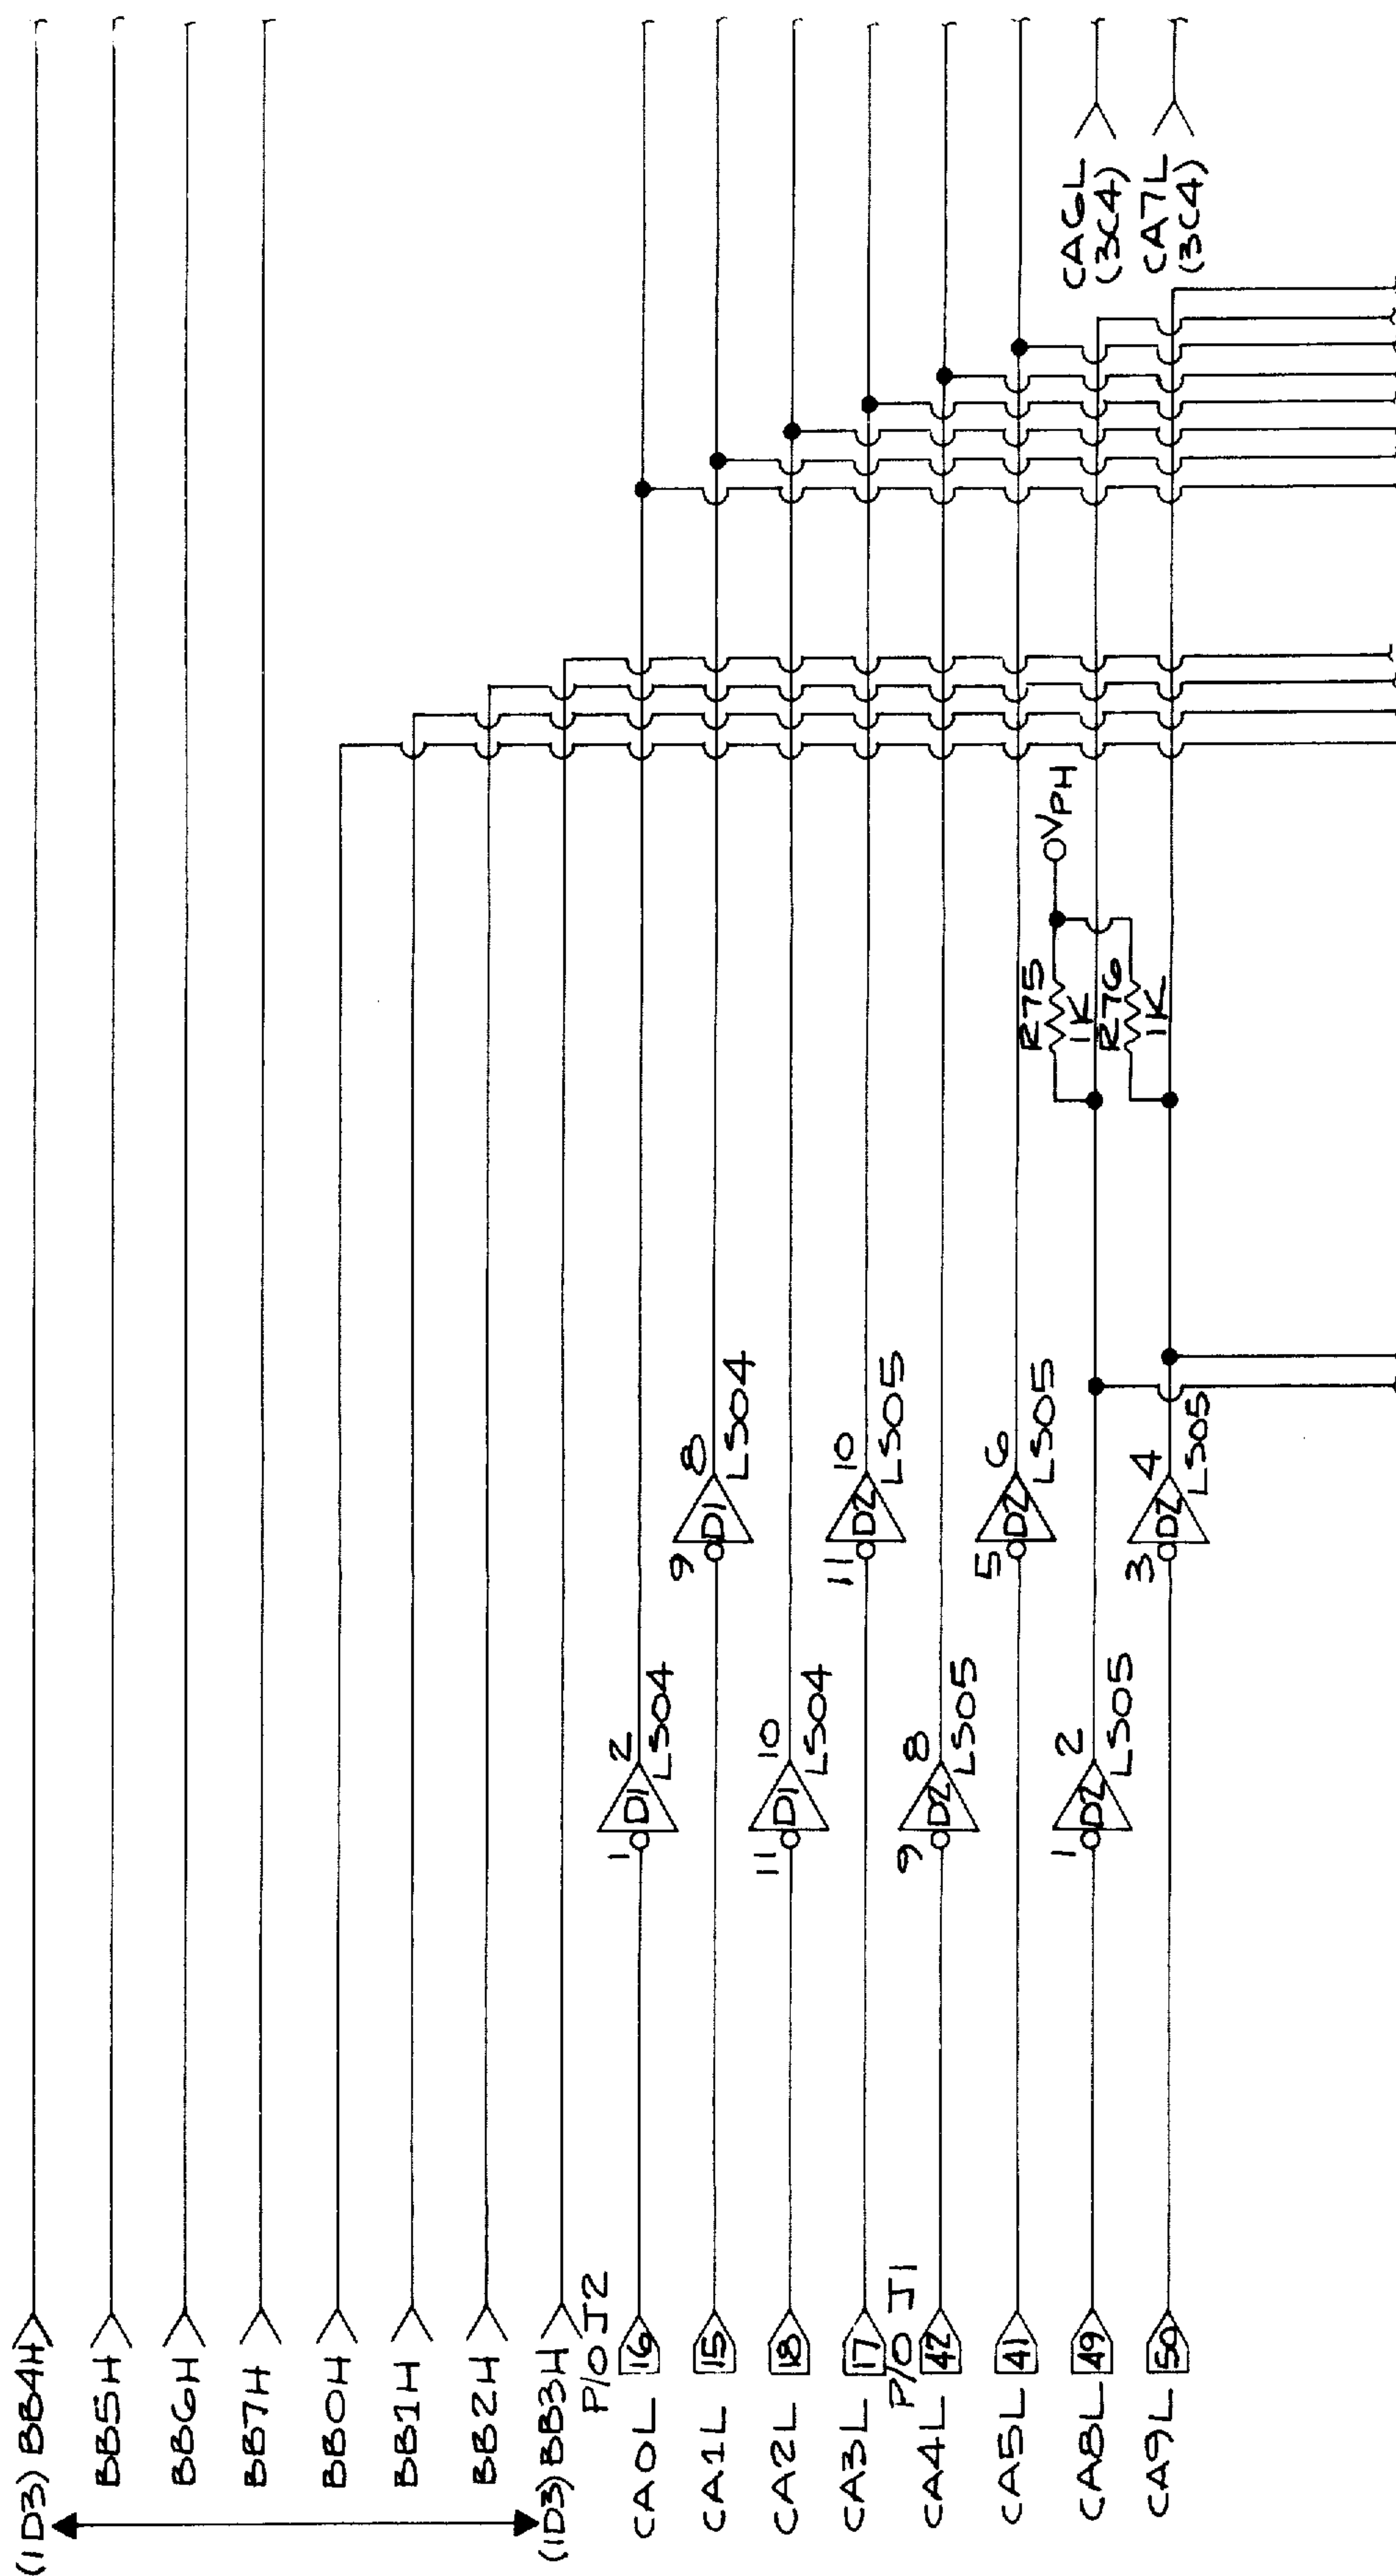 (1D3) BB4H
BB5H
BB6H
BB7H
BB0H
BB1H
BB2H
(1D3) BB3H
P/O J2
CA0L 16
1 D1 2
LS04
CA1L 15
9 D1 8
LS04
CA2L 18
11 D1 10
LS04
CA3L 17
11 D2 10
LS05
P/O J1
CA4L 42
9 D2 8
LS05
CA5L 41
5 D2 6
LS05
R75
1K
VPH
CA8L 49
1 D2 2
LS05
R76
1K
CA9L 50
3 D2 4
LS05
CA6L
(3C4)
CA7L
(3C4)